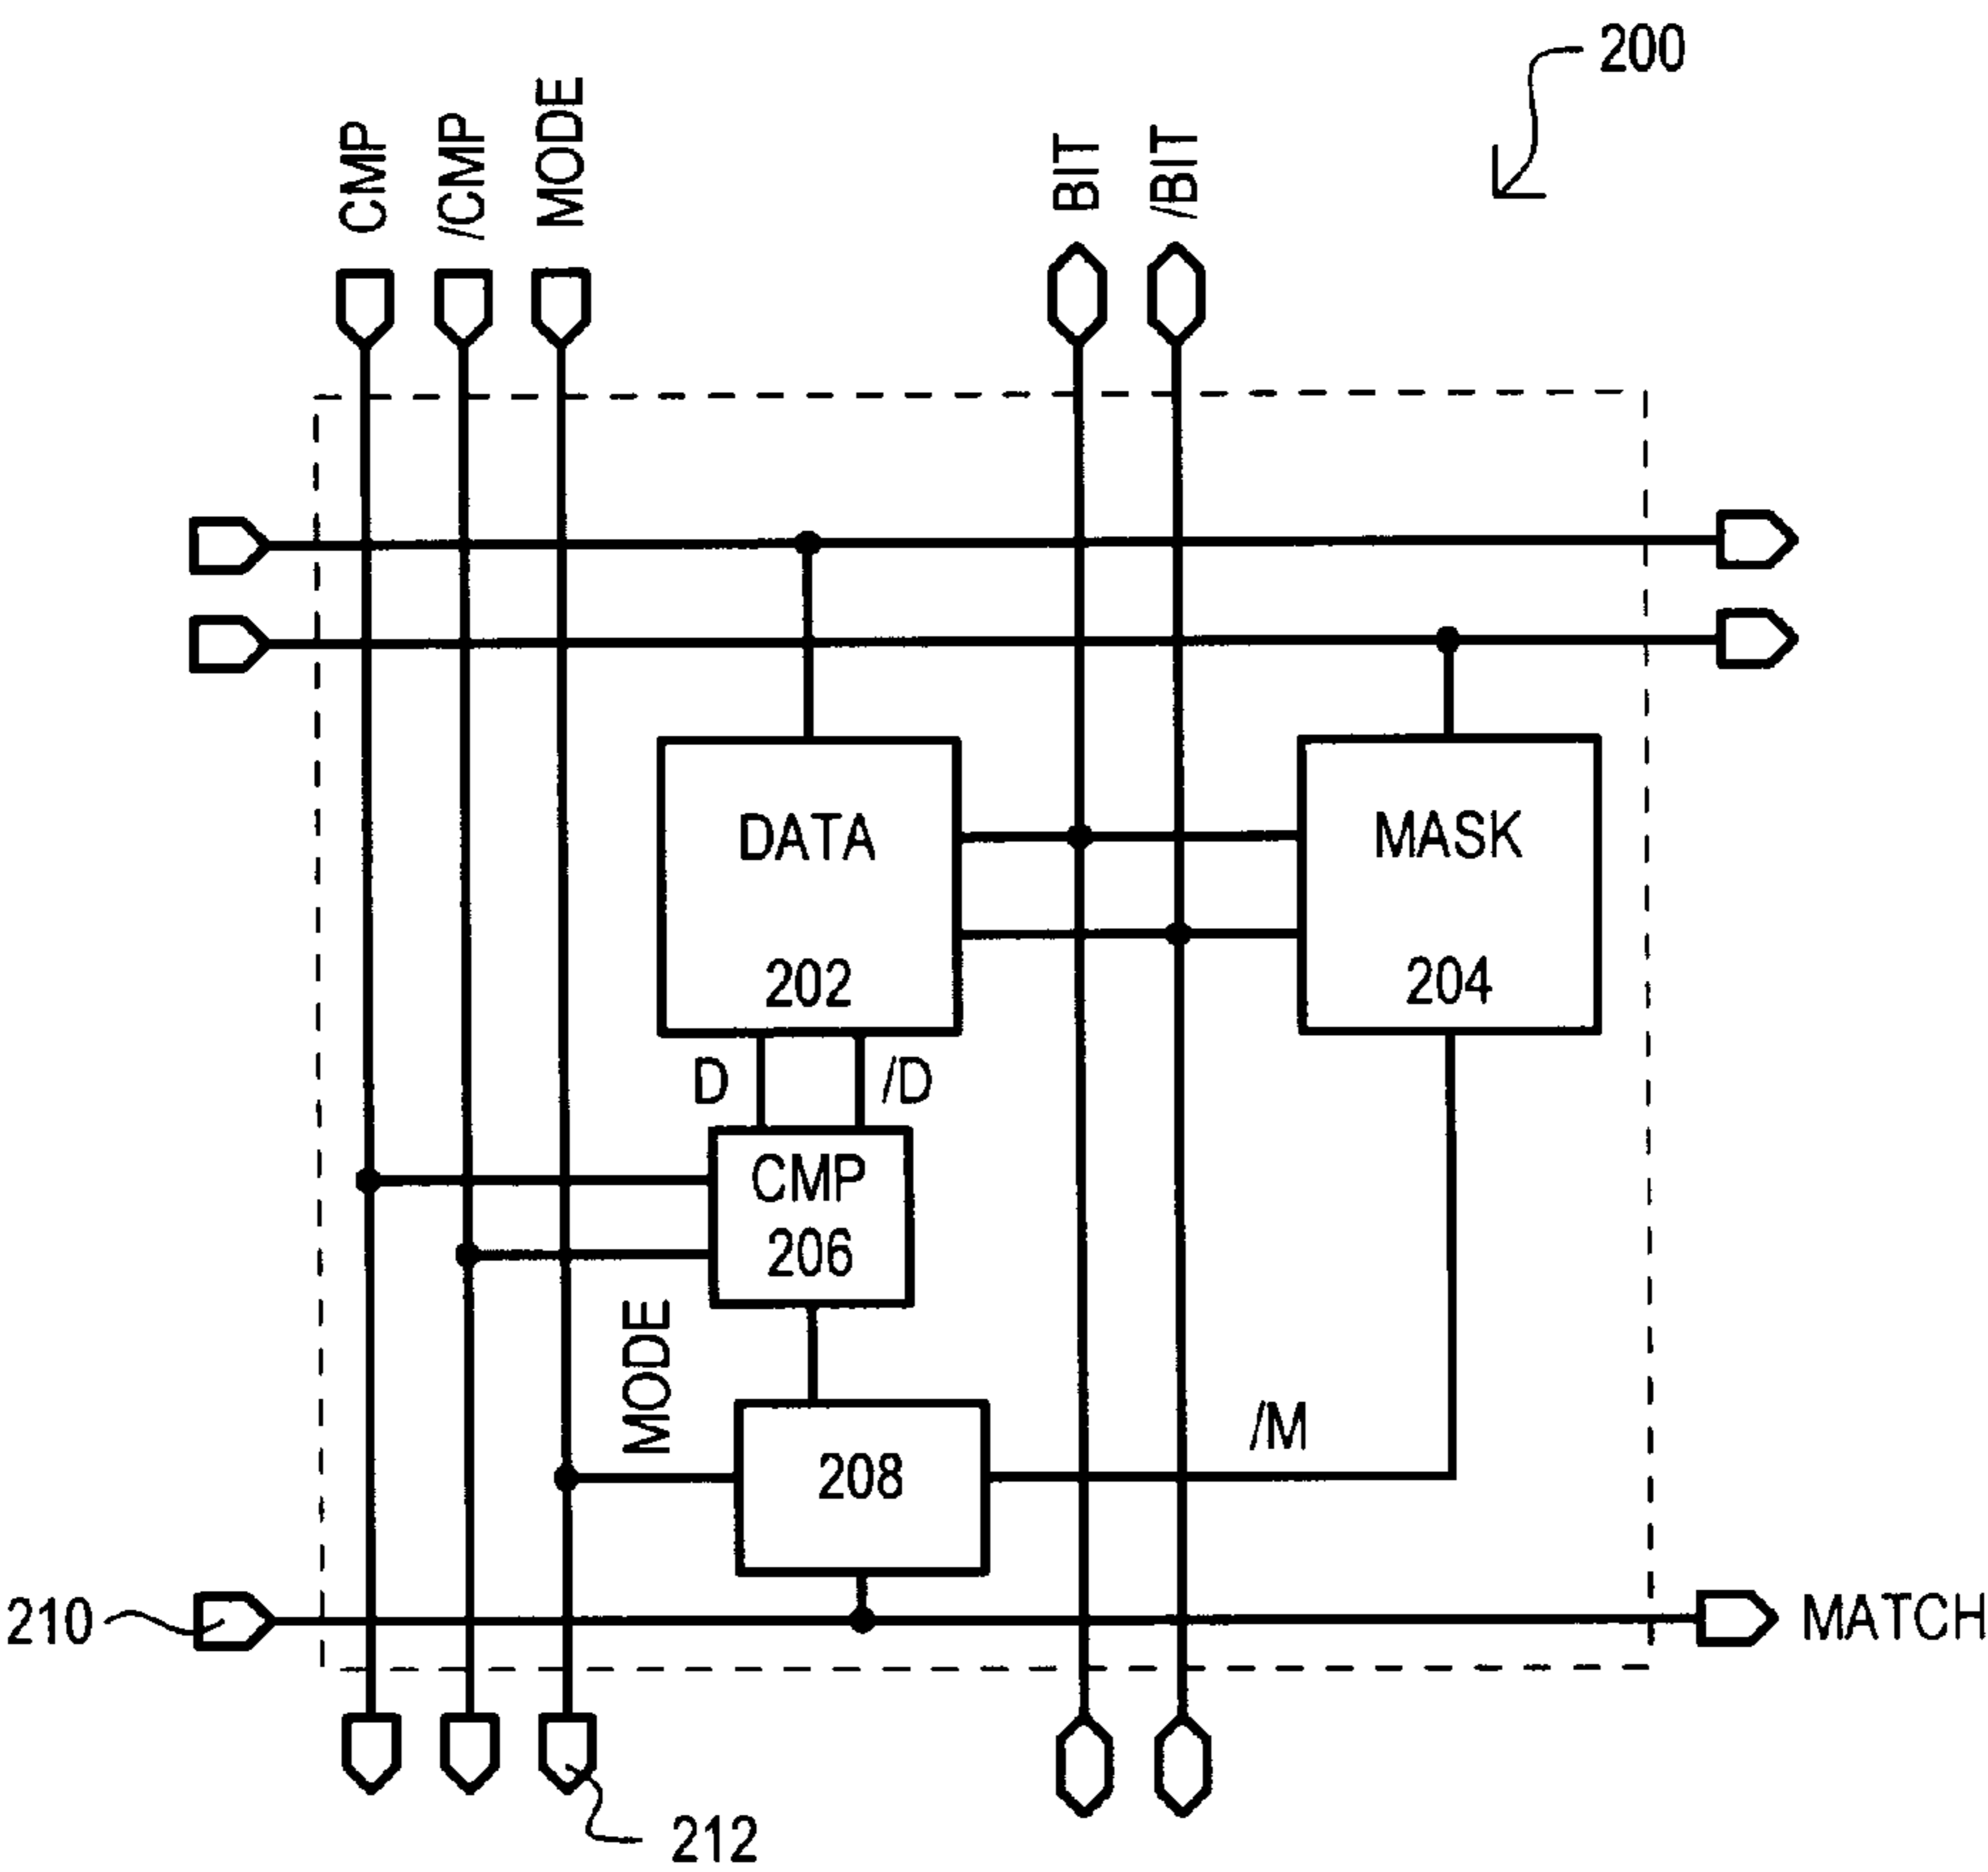 200
CMP
/CMP
MODE
BIT
/BIT
DATA
202
MASK
204
D
/D
CMP
206
MODE
208
/M
210
MATCH
212